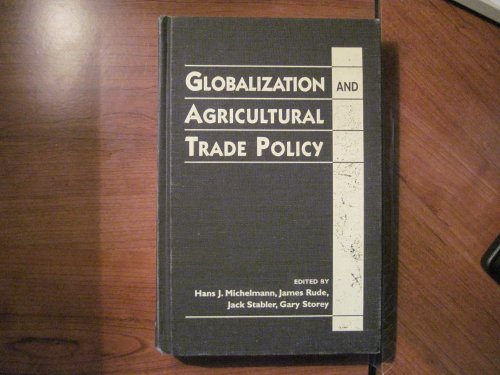 GLOBALIZATION AND
AGRICULTURAL
TRADE POLICY
EDITED BY
Hans J. Michelmann, James Rude,
Jack Stabler, Gary Storey